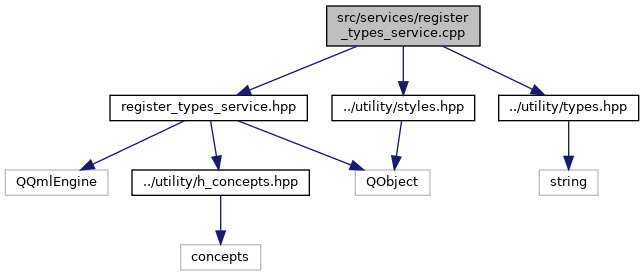 src/services/register
_types_service.cpp
register_types_service.hpp
../utility/styles.hpp
../utility/types.hpp
QQmlEngine
../utility/h_concepts.hpp
QObject
string
concepts